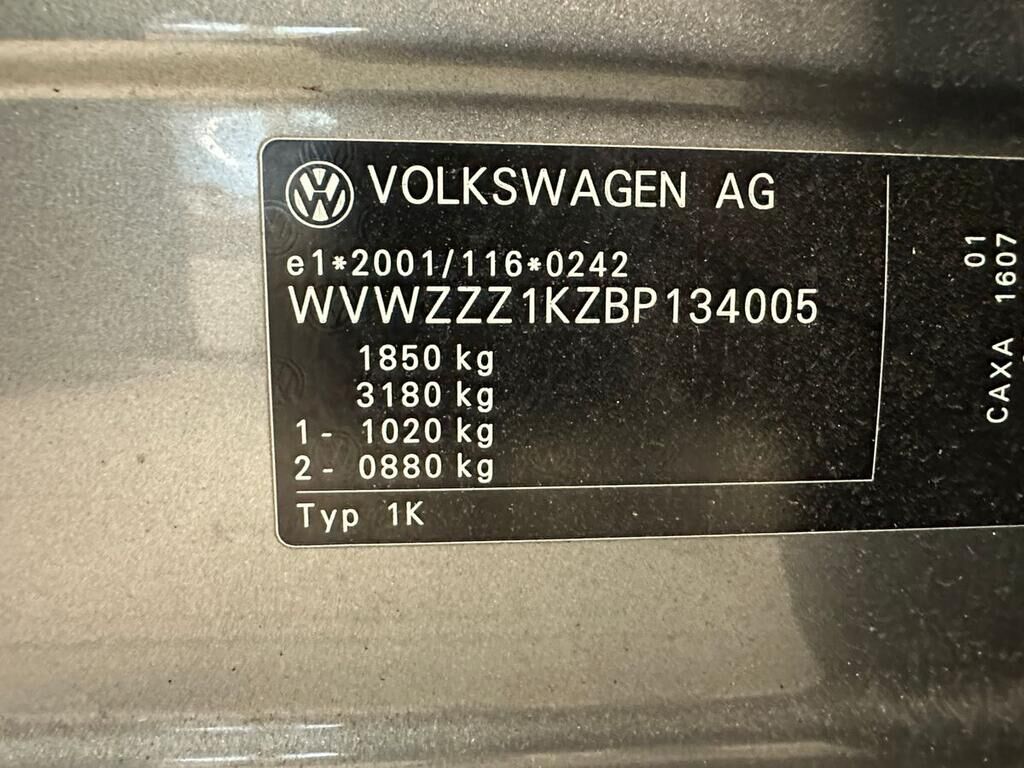 VOLKSWAGEN AG
e1*2001/116*0242
WVWZZZ1KZBP134005
1850 kg
3180 kg
1- 1020 kg
2- 0880 kg
Typ 1K
01
CAXA 1607